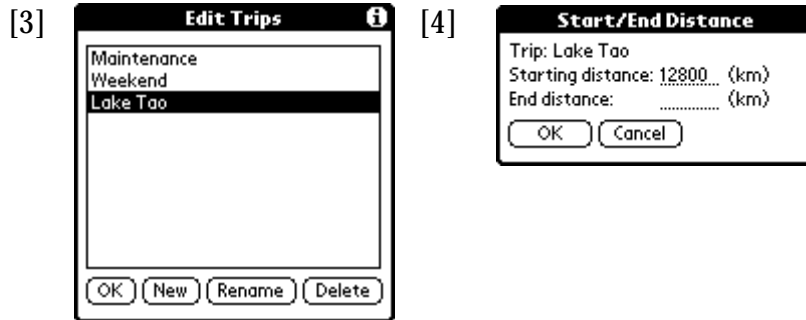 [3]
Edit Trips
Maintenance
Weekend
Lake Tao
OK New Rename Delete
[4]
Start/End Distance
Trip: Lake Tao
Starting distance: 12800 (km)
End distance: (km)
OK Cancel